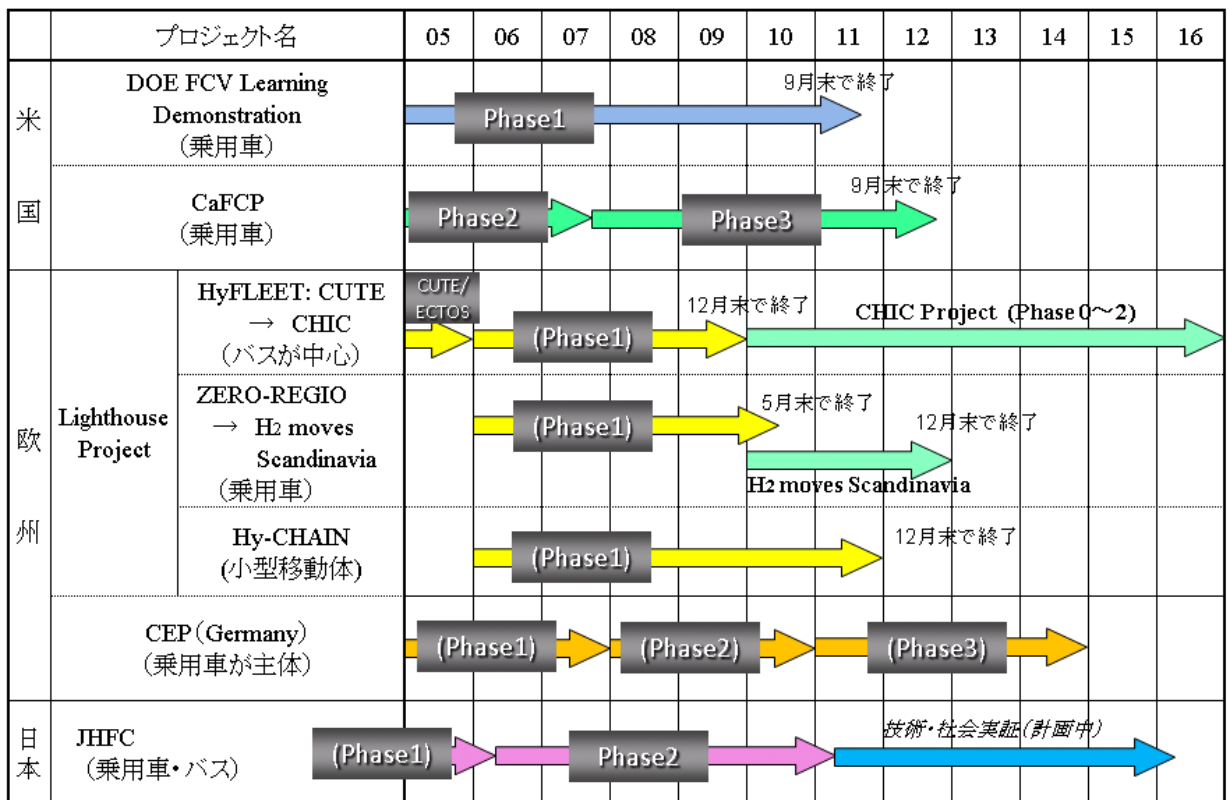 プロジェクト名 05 06 07 08 09 10 11 12 13 14 15 16
米国
DOE FCV Learning
Demonstration
(乗用車)
Phase1
9月末で終了
CaFCP
(乗用車)
Phase2
Phase3
9月末で終了
欧州
Lighthouse
Project
HyFLEET: CUTE
→ CHIC
(バスが中心)
CUTE/
ECTOS
(Phase1)
12月末で終了
CHIC Project (Phase 0~2)
ZERO-REGIO
→ H2 moves
Scandinavia
(乗用車)
(Phase1)
5月末で終了
12月末で終了
H2 moves Scandinavia
Hy-CHAIN
(小型移動体)
(Phase1)
12月末で終了
CEP(Germany)
(乗用車が主体)
(Phase1)
(Phase2)
(Phase3)
日本
JHFC
(乗用車・バス)
(Phase1)
Phase2
技術・社会実証(計画中)